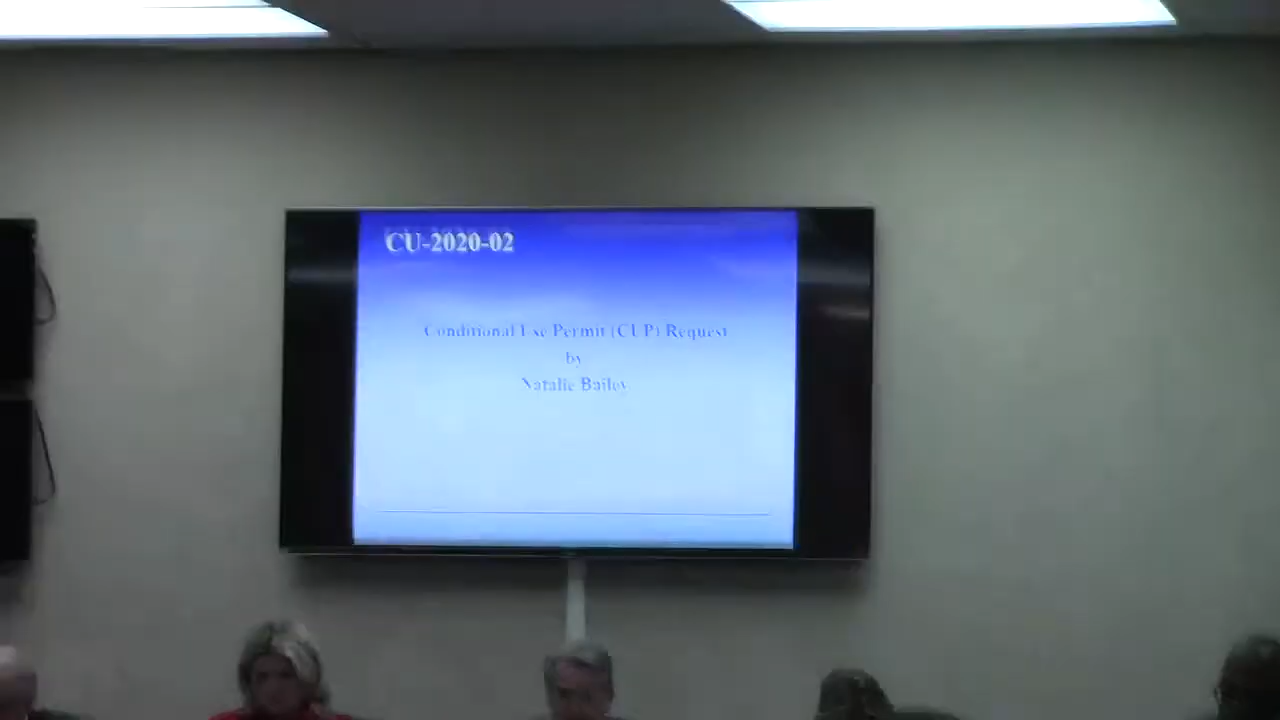 CU-2020-02
Conditional Use Permit (CUP) Request
by
Natalie Bailey